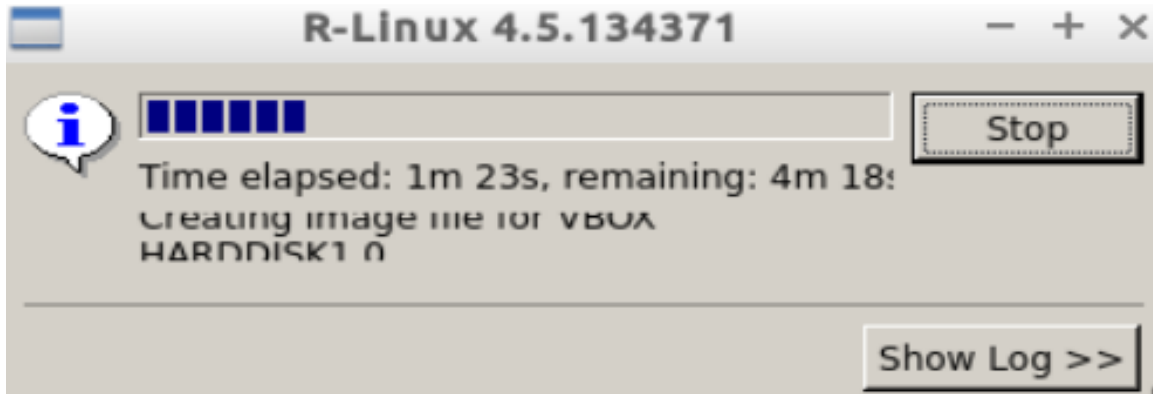 R-Linux 4.5.134371
Stop
Time elapsed: 1m 23s, remaining: 4m 18s
Creating image file for VBOX
HARDDISK1.0
Show Log >>